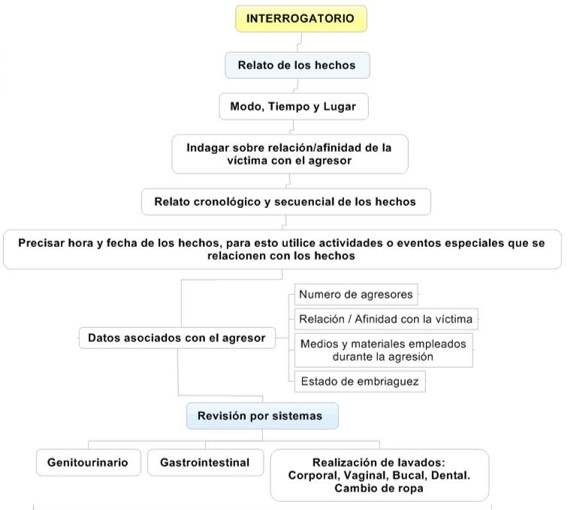 INTERROGATORIO
Relato de los hechos
Modo, Tiempo y Lugar
Indagar sobre relación/afinidad de la
víctima con el agresor
Relato cronológico y secuencial de los hechos
Precisar hora y fecha de los hechos, para esto utilice actividades o eventos especiales que se
relacionen con los hechos
Datos asociados con el agresor
Numero de agresores
Relación / Afinidad con la víctima
Medios y materiales empleados
durante la agresión
Estado de embriaguez
Revisión por sistemas
Genitourinario
Gastrointestinal
Realización de lavados:
Corporal, Vaginal, Bucal, Dental.
Cambio de ropa